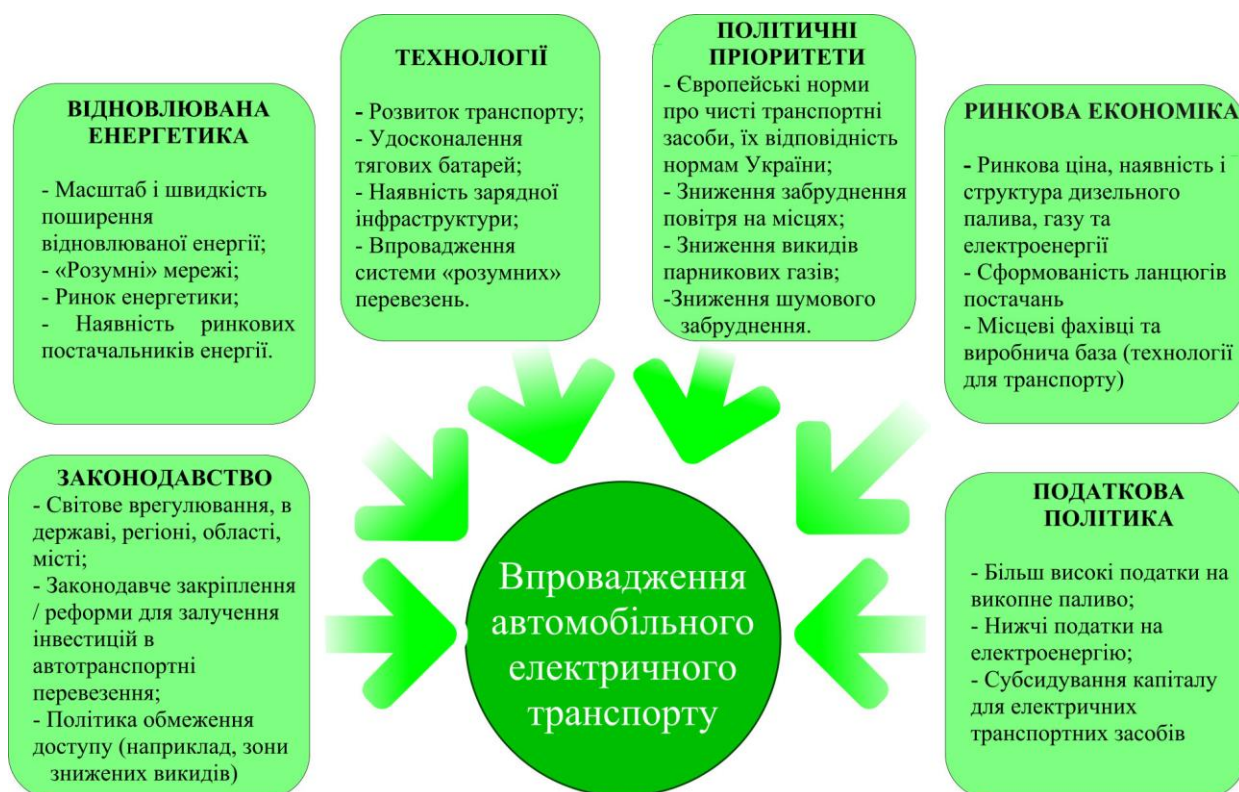 ВІДНОВЛЮВАНА
ЕНЕРГЕТИКА
- Масштаб і швидкість
поширення
відновлюваної енергії;
- «Розумні» мережі;
- Ринок енергетики;
- Наявність ринкових
постачальників енергії.
ТЕХНОЛОГІЇ
- Розвиток транспорту;
- Удосконалення
тягових батарей;
- Наявність зарядної
інфраструктури;
- Впровадження
системи «розумних»
перевезень.
ПОЛІТИЧНІ
ПРІОРИТЕТИ
- Європейські норми
про чисті транспортні
засоби, їх відповідність
нормам України;
- Зниження забруднення
повітря на місцях;
- Зниження викидів
парникових газів;
-Зниження шумового
забруднення.
РИНКОВА ЕКОНОМІКА
- Ринкова ціна, наявність і
структура дизельного
палива, газу та
електроенергії
- Сформованість ланцюгів
постачань
- Місцеві фахівці та
виробнича база (технології
для транспорту)
ЗАКОНОДАВСТВО
- Світове врегулювання, в
державі, регіоні, області,
місті;
- Законодавче закріплення
/ реформи для залучення
інвестицій в
автотранспортні
перевезення;
- Політика обмеження
доступу (наприклад, зони
знижених викидів)
Впровадження
автомобільного
електричного
транспорту
ПОДАТКОВА
ПОЛІТИКА
- Більш високі податки на
викопне паливо;
- Нижчі податки на
електроенергію;
- Субсидування капіталу
для електричних
транспортних засобів